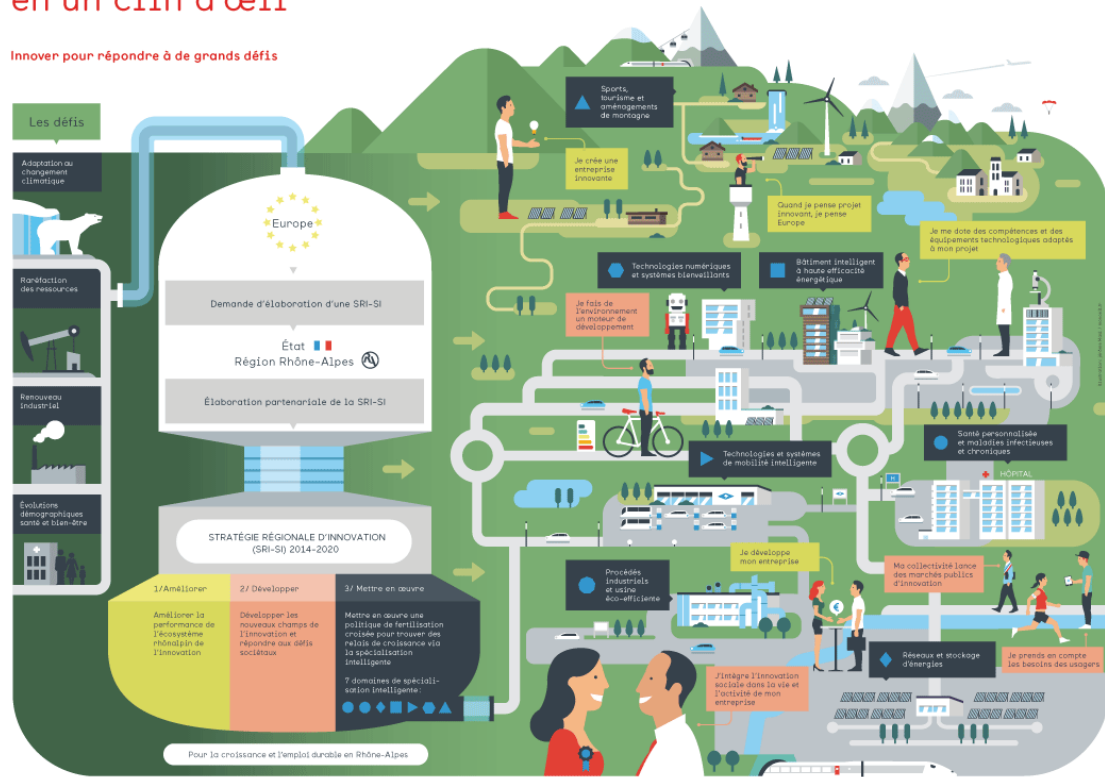 en un clin d'œil
Innover pour répondre à de grands défis
Les défis
Adaptation au
changement
climatique
Raréfaction
des ressources
Renouveau
industriel
Évolutions
démographiques
santé et bien-être
Europe
Demande d'élaboration d'une SRI-SI
État
Région Rhône-Alpes
Élaboration partenariale de la SRI-SI
STRATÉGIE RÉGIONALE D'INNOVATION
(SRI-SI) 2014-2020
1/Améliorer
Améliorer la
performance de
l'écosystème
rhônalpin de
l'innovation
2/ Développer
Développer les
nouveaux champs de
l'innovation et
répondre aux défis
sociétaux
3/ Mettre en œuvre
Mettre en œuvre une
politique de fertilisation
croisée pour trouver des
relais de croissance via
la spécialisation
intelligente
7 domaines de spéciali-
sation intelligente :
Pour la croissance et l'emploi durable en Rhône-Alpes
Sports,
tourisme et
aménagements
de montagne
Je crée une
entreprise
innovante
Quand je pense projet
innovant, je pense
Europe
Je me dote des compétences et des
équipements technologiques adaptés
à mon projet
Technologies numériques
et systèmes bienveillants
Bâtiment intelligent
à haute efficacité
énergétique
Je fais de
l'environnement
un moteur de
développement
Technologies et systèmes
de mobilité intelligente
Santé personnalisée
et maladies infectieuses
et chroniques
H
HÔPITAL
Je développe
mon entreprise
Procédés
industriels
et usine
éco-efficiente
Ma collectivité lance
des marchés publics
d'innovation
€
Réseaux et stockage
d'énergies
Je prends en compte
les besoins des usagers
J'intègre l'innovation
sociale dans la vie et
l'activité de mon
entreprise